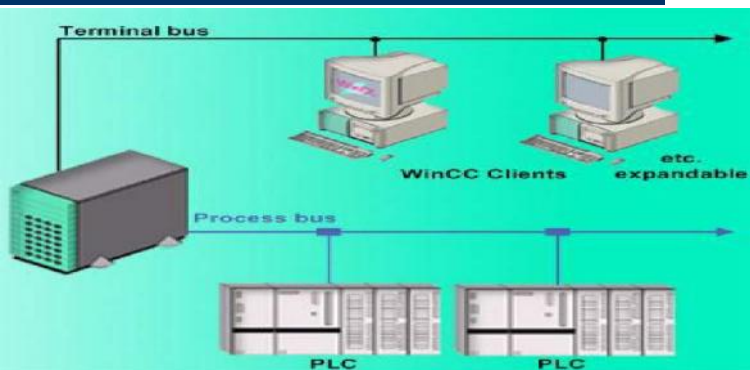 Terminal bus
WinCC Clients
etc.
expandable
Process bus
PLC
PLC